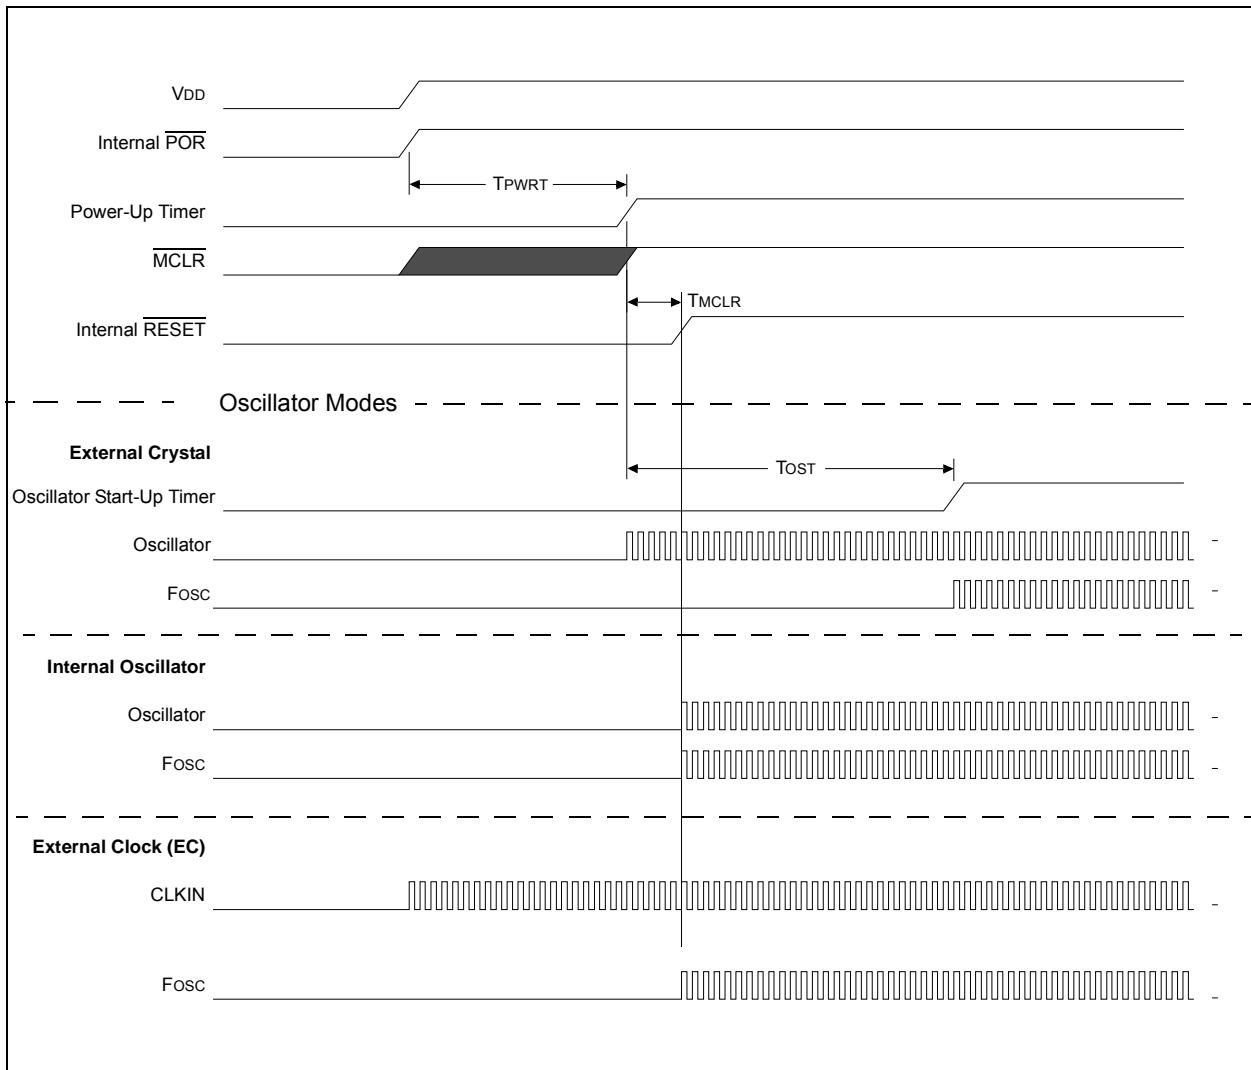 VDD
Internal POR
TPWRT
Power-Up Timer
MCLR
TMCLR
Internal RESET
Oscillator Modes
External Crystal
TOST
Oscillator Start-Up Timer
Oscillator
FOSC
Internal Oscillator
Oscillator
FOSC
External Clock (EC)
CLKIN
FOSC